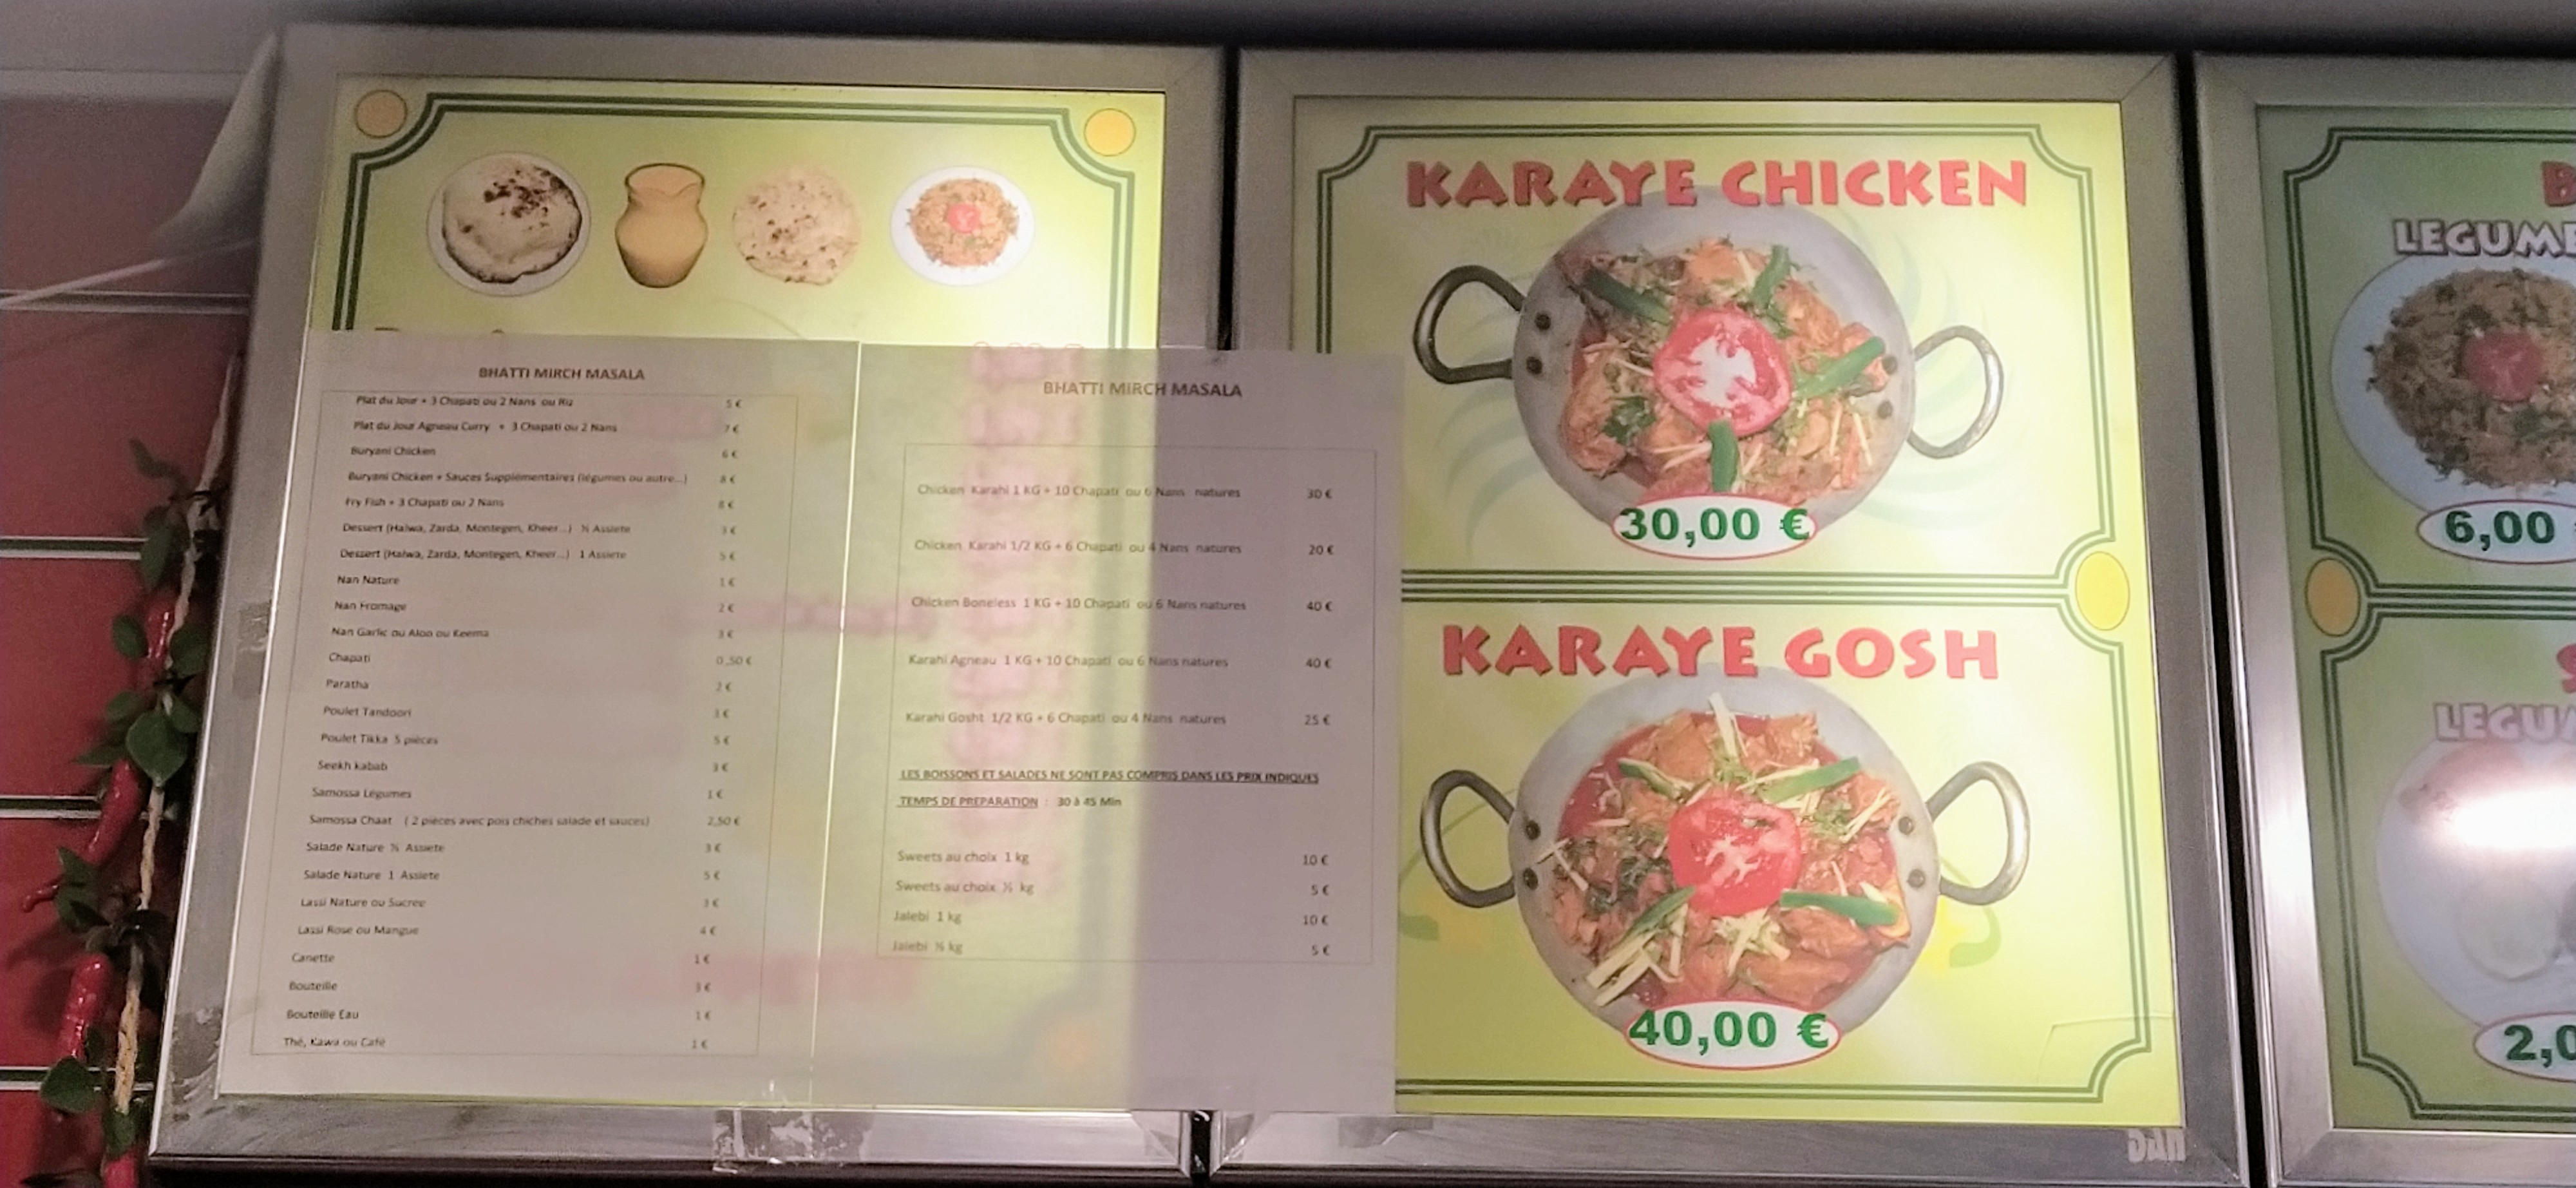 BHATTI MIRCH MASALA
Plat du Jour + 3 Chapati ou 2 Nans ou Ru 5 €
Plat du Jour Agneau Curry + 3 Chapati ou 2 Nans 7 €
Buryani Chicken 6 €
Buryani Chicken + Sauces Supplémentaires (légumes ou autre...) 8 €
Fry Fish + 3 Chapati ou 2 Nans 8 €
Dessert (Halwa, Zarda, Montegen, Kheer...) ½ Assiete 3 €
Dessert (Halwa, Zarda, Montegen, Kheer...) 1 Assiete 5 €
Nan Nature 1 €
Nan Fromage 2 €
Nan Garlic ou Aloo ou Keema 3 €
Chapati 0,50 €
Paratha 2 €
Poulet Tandoori 3 €
Poulet Tikka 5 pièces 5 €
Seekh kabab 3 €
Samossa Légumes 1 €
Samossa Chaat ( 2 pièces avec pois chiches salade et sauces) 2,50 €
Salade Nature ½ Assiete 3 €
Salade Nature 1 Assiete 5 €
Lassi Nature ou Sucree 3 €
Lassi Rose ou Mangue 4 €
Canette 1 €
Bouteille 3 €
Bouteille Eau 1 €
Thé, Kawa ou Café 1 €
BHATTI MIRCH MASALA
Chicken Karahi 1 KG + 10 Chapati ou 6 Nans natures 30 €
Chicken Karahi 1/2 KG + 6 Chapati ou 4 Nans natures 20 €
Chicken Boneless 1 KG + 10 Chapati ou 6 Nans natures 40 €
Karahi Agneau 1 KG + 10 Chapati ou 6 Nans natures 40 €
Karahi Gosht 1/2 KG + 6 Chapati ou 4 Nans natures 25 €
LES BOISSONS ET SALADES NE SONT PAS COMPRIS DANS LES PRIX INDIQUES
TEMPS DE PREPARATION : 30 à 45 Min
Sweets au choix 1 kg 10 €
Sweets au choix ½ kg 5 €
Jalebi 1 kg 10 €
Jalebi ½ kg 5 €
KARAYE CHICKEN
30,00 €
KARAYE GOSH
40,00 €
B
LEGUME
6,00
S
LEGUM
2,0